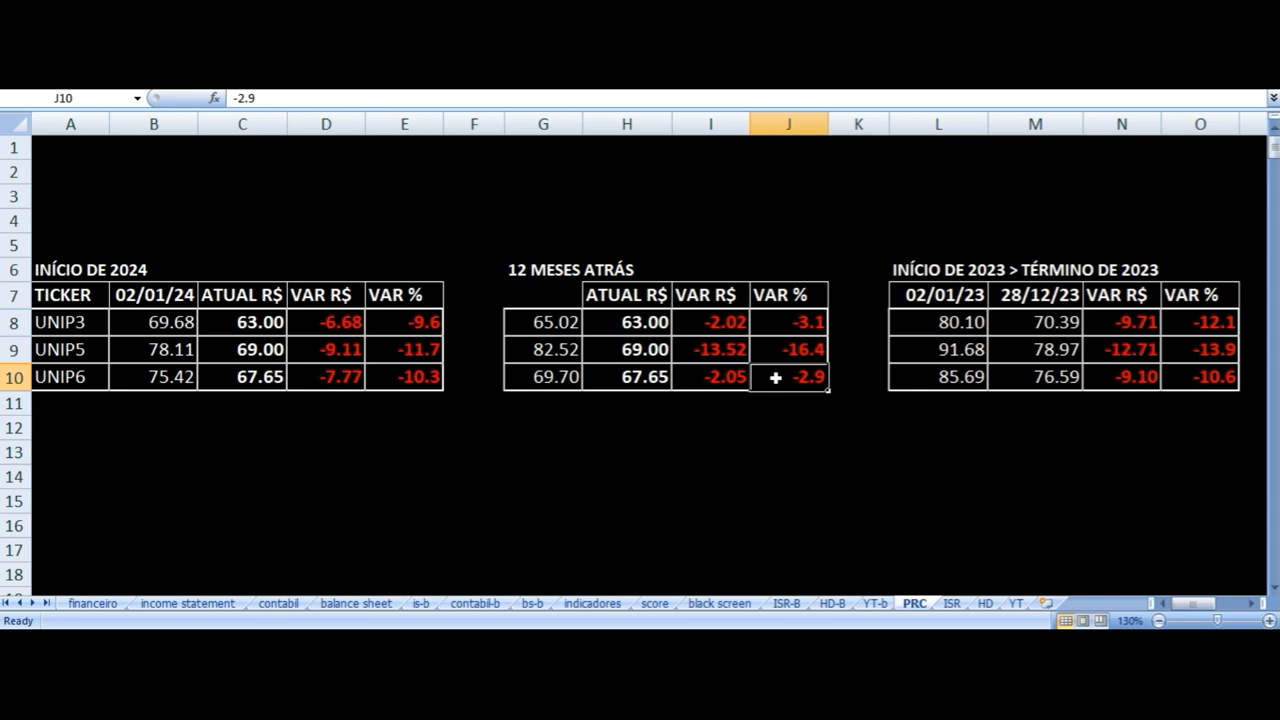 J10 fx -2.9
A B C D E F G H I J K L M N O
1
2
3
4
5
6 INÍCIO DE 2024 12 MESES ATRÁS INÍCIO DE 2023 > TÉRMINO DE 2023
7 TICKER 02/01/24 ATUAL R$ VAR R$ VAR % ATUAL R$ VAR R$ VAR % 02/01/23 28/12/23 VAR R$ VAR %
8 UNIP3 69.68 63.00 -6.68 -9.6 65.02 63.00 -2.02 -3.1 80.10 70.39 -9.71 -12.1
9 UNIP5 78.11 69.00 -9.11 -11.7 82.52 69.00 -13.52 -16.4 91.68 78.97 -12.71 -13.9
10 UNIP6 75.42 67.65 -7.77 -10.3 69.70 67.65 -2.05 -2.9 85.69 76.59 -9.10 -10.6
11
12
13
14
15
16
17
18
financeiro income statement contabil balance sheet is-b contabil-b bs-b indicadores score black screen ISR-B HD-B YT-b PRC ISR HD YT
Ready 130%